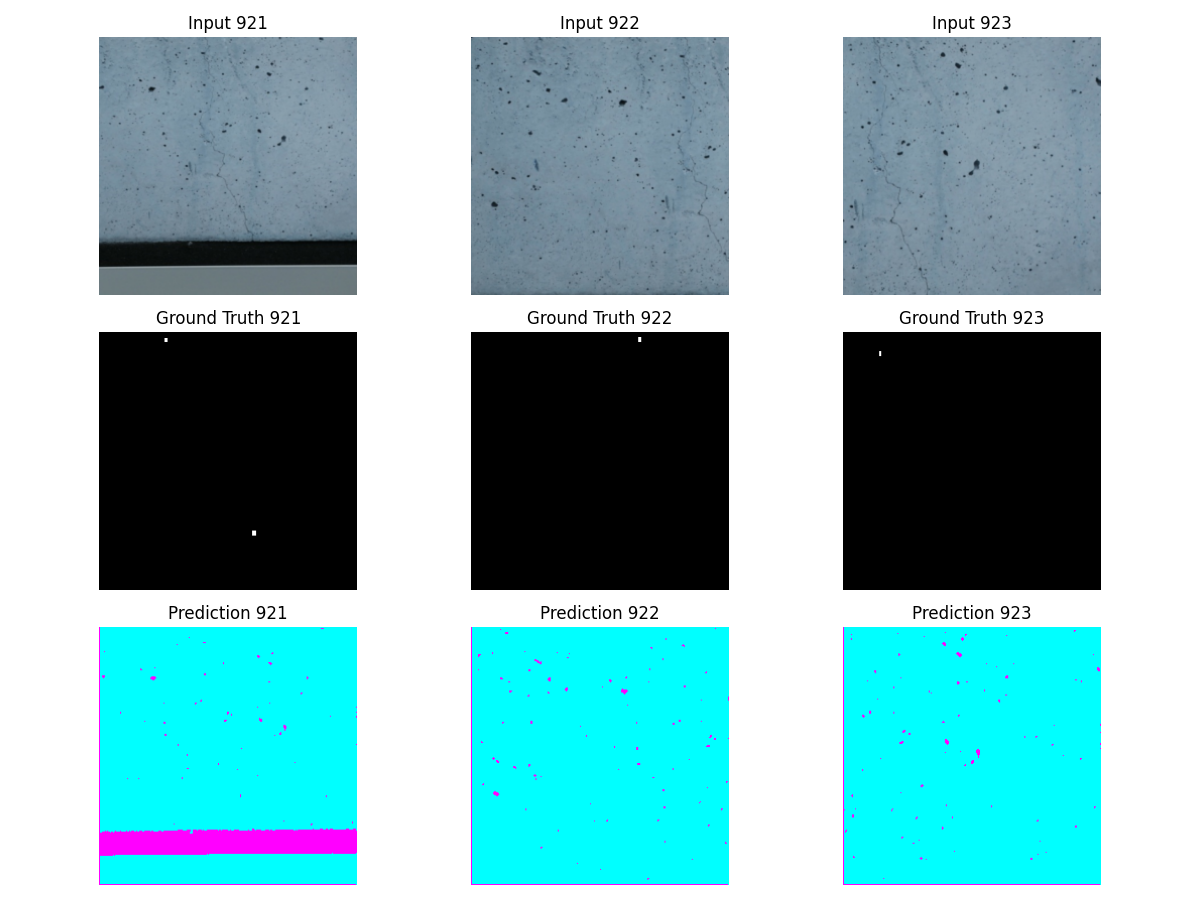 Input 921
Input 922
Input 923
Ground Truth 921
Ground Truth 922
Ground Truth 923
Prediction 921
Prediction 922
Prediction 923